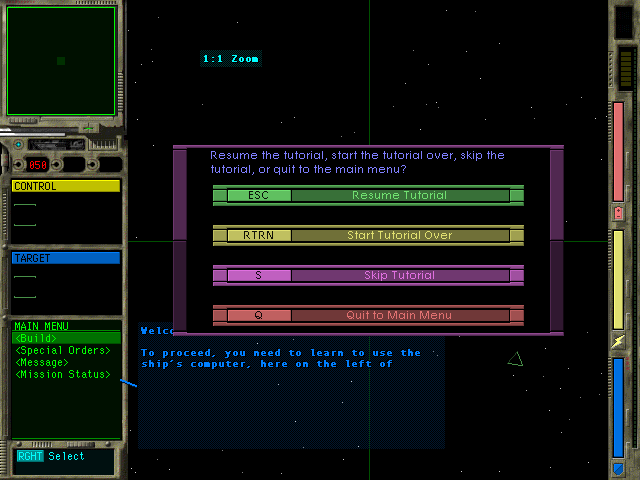 1:1 Zoom
Resume the tutorial, start the tutorial over, skip the
tutorial, or quit to the main menu?
ESC Resume Tutorial
RTRN Start Tutorial Over
S Skip Tutorial
Q Quit to Main Menu
050
CONTROL
TARGET
MAIN MENU
<Build>
<Special Orders>
<Message>
<Mission Status>
RGHT Select
To proceed, you need to learn to use the
ship's computer, here on the left of